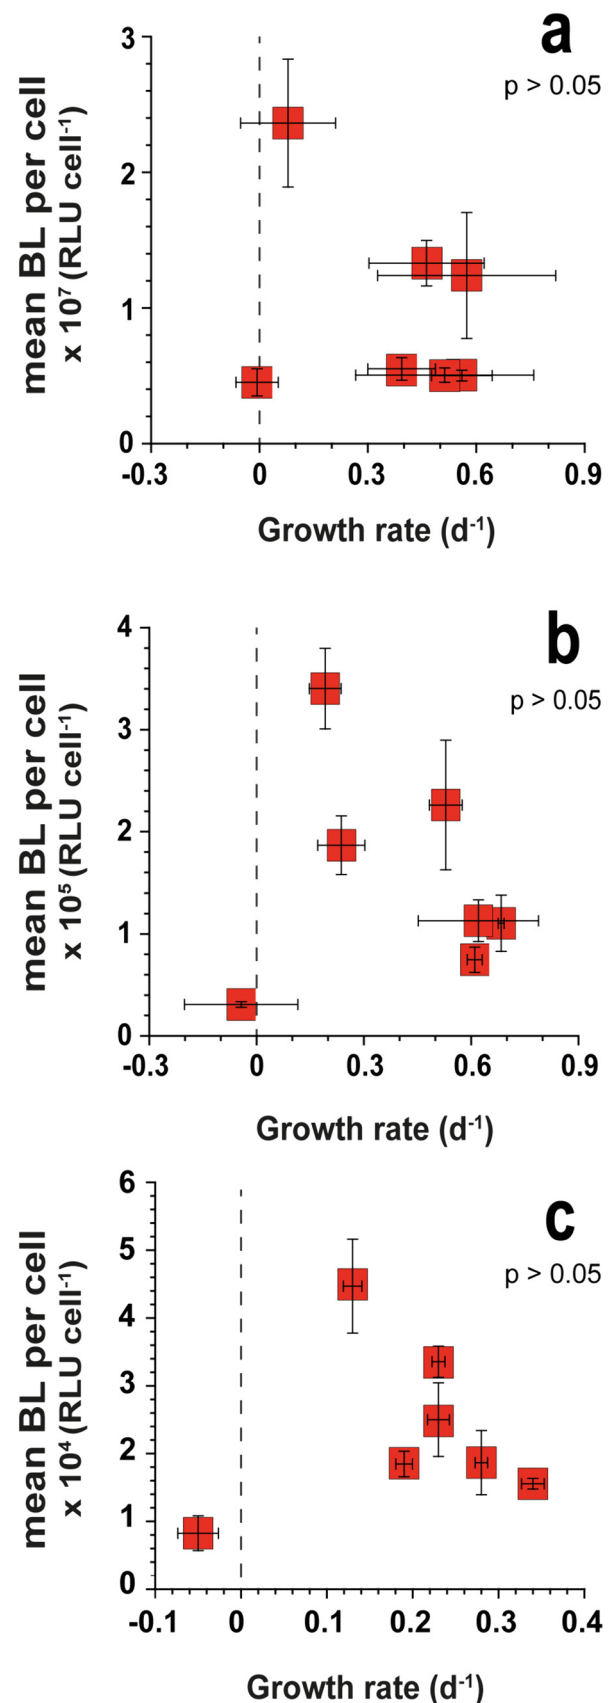 a
p > 0.05
mean BL per cell
x 10⁷ (RLU cell⁻¹)
3
2
1
0
-0.3 0 0.3 0.6 0.9
Growth rate (d⁻¹)
b
p > 0.05
mean BL per cell
x 10⁵ (RLU cell⁻¹)
4
3
2
1
0
-0.3 0 0.3 0.6 0.9
Growth rate (d⁻¹)
c
p > 0.05
mean BL per cell
x 10⁴ (RLU cell⁻¹)
6
5
4
3
2
1
0
-0.1 0 0.1 0.2 0.3 0.4
Growth rate (d⁻¹)